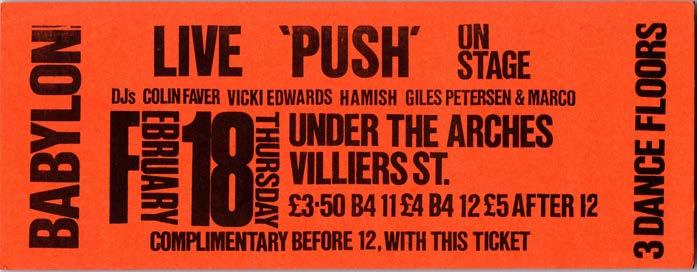 BABYLON
LIVE 'PUSH' ON STAGE
DJs COLIN FAVER VICKI EDWARDS HAMISH GILES PETERSEN & MARCO
FEBRUARY 18 THURSDAY
UNDER THE ARCHES
VILLIERS ST.
£3·50 B4 11 £4 B4 12 £5 AFTER 12
COMPLIMENTARY BEFORE 12, WITH THIS TICKET
3 DANCE FLOORS